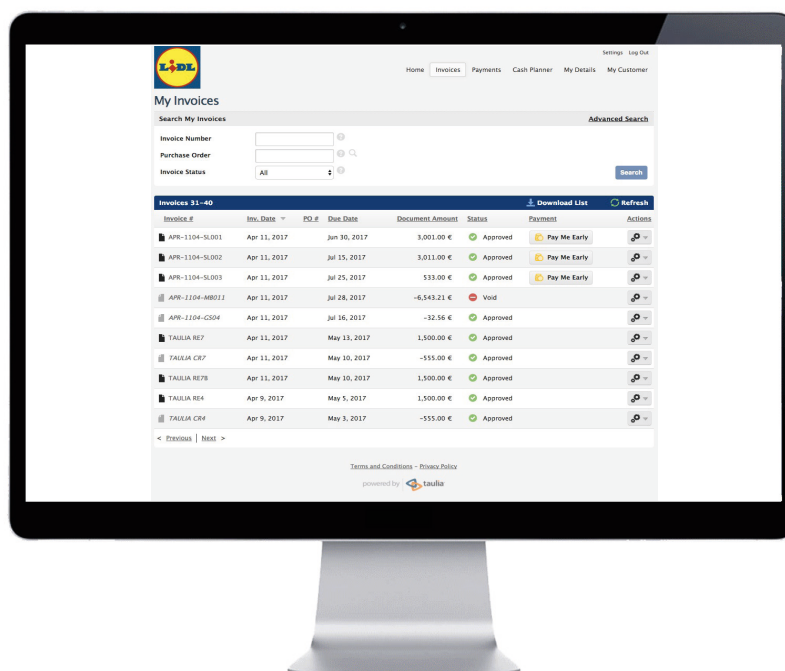 Settings Log Out
LiDL
Home Invoices Payments Cash Planner My Details My Customer
My Invoices
Search My Invoices Advanced Search
Invoice Number
Purchase Order
Invoice Status All Search
Invoices 31-40 Download List Refresh
Invoice # Inv. Date PO # Due Date Document Amount Status Payment Actions
APR-1104-SL001 Apr 11, 2017 Jun 30, 2017 3,001.00 € Approved Pay Me Early
APR-1104-SL002 Apr 11, 2017 Jul 15, 2017 3,011.00 € Approved Pay Me Early
APR-1104-SL003 Apr 11, 2017 Jul 25, 2017 533.00 € Approved Pay Me Early
APR-1104-MB011 Apr 11, 2017 Jul 28, 2017 -6,543.21 € Void
APR-1104-GS04 Apr 11, 2017 Jul 16, 2017 -32.56 € Approved
TAULIA RE7 Apr 11, 2017 May 13, 2017 1,500.00 € Approved
TAULIA CR7 Apr 11, 2017 May 10, 2017 -555.00 € Approved
TAULIA RE78 Apr 11, 2017 May 10, 2017 1,500.00 € Approved
TAULIA RE4 Apr 9, 2017 May 5, 2017 1,500.00 € Approved
TAULIA CR4 Apr 9, 2017 May 3, 2017 -555.00 € Approved
< Previous | Next >
Terms and Conditions - Privacy Policy
powered by taulia